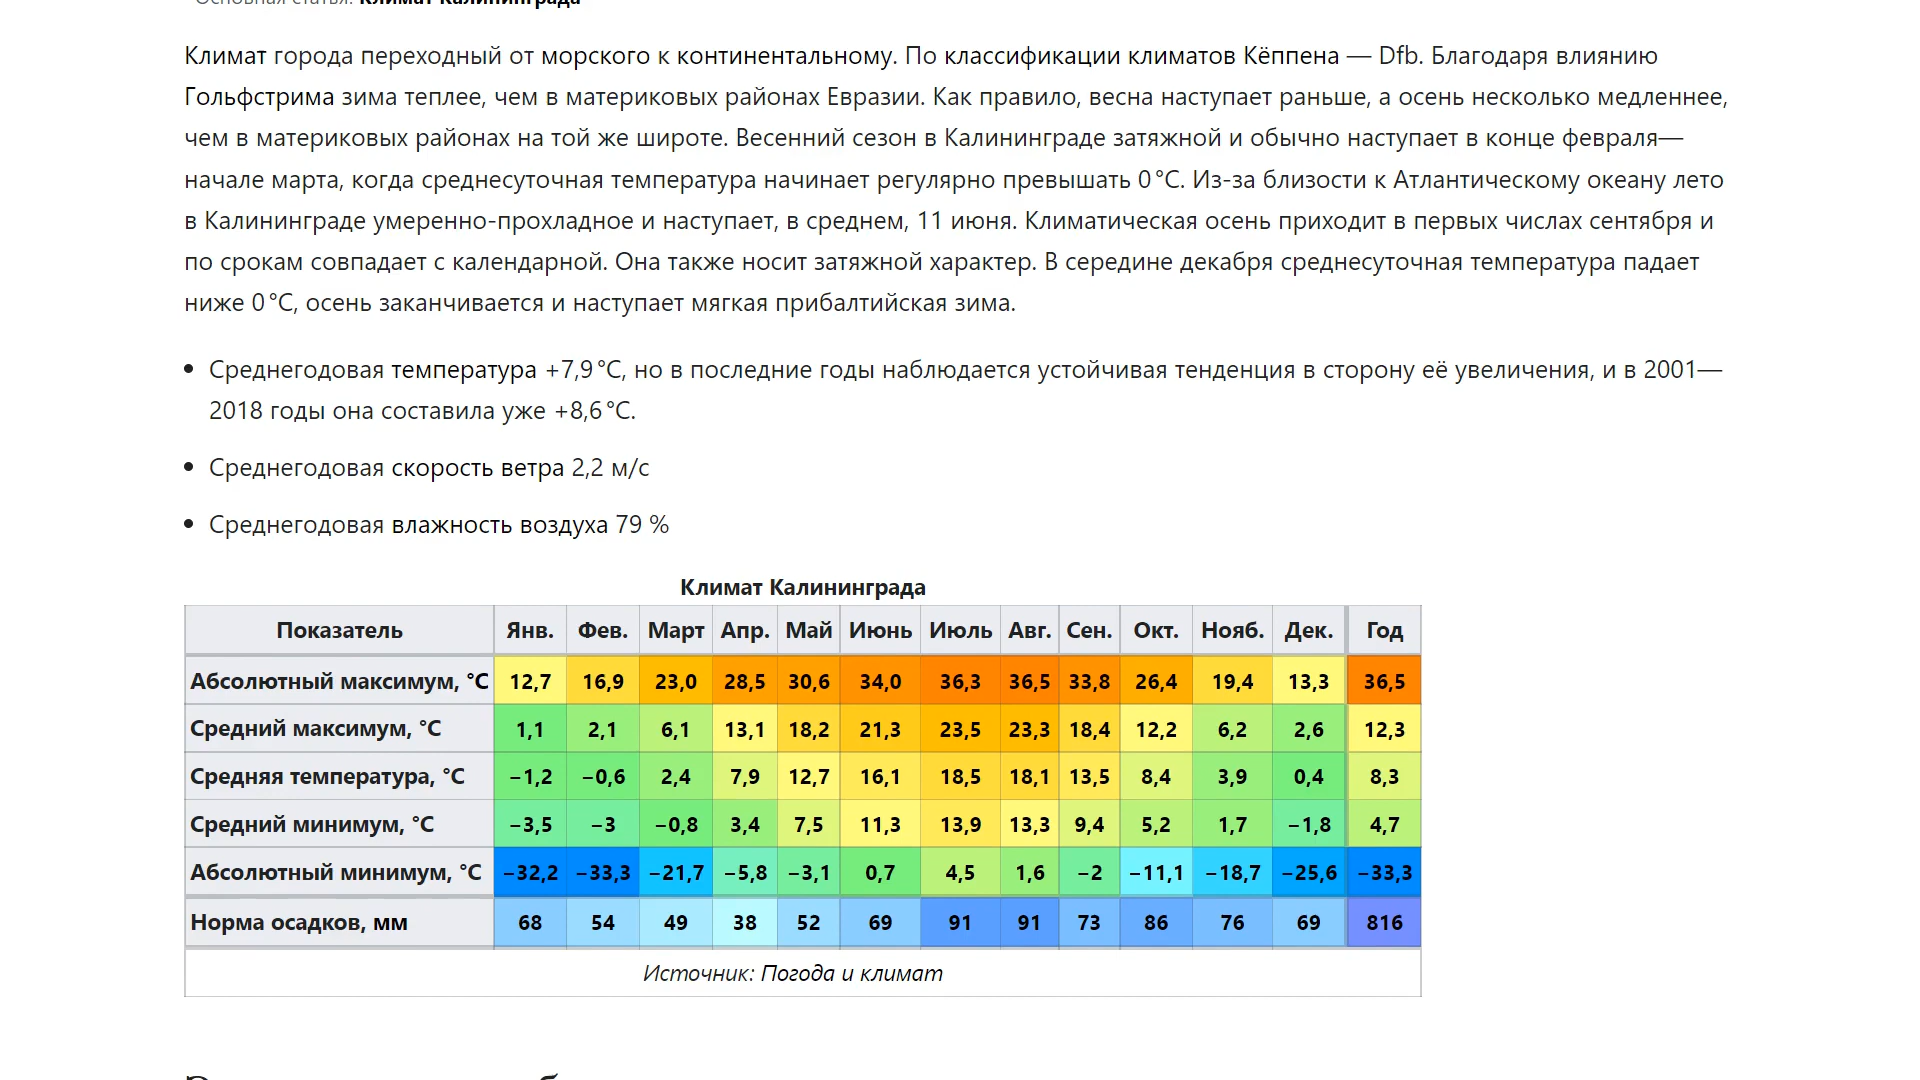 Основная статья: Климат Калининграда
Климат города переходный от морского к континентальному. По классификации климатов Кёппена — Dfb. Благодаря влиянию
Гольфстрима зима теплее, чем в материковых районах Евразии. Как правило, весна наступает раньше, а осень несколько медленнее,
чем в материковых районах на той же широте. Весенний сезон в Калининграде затяжной и обычно наступает в конце февраля—
начале марта, когда среднесуточная температура начинает регулярно превышать 0 °C. Из-за близости к Атлантическому океану лето
в Калининграде умеренно-прохладное и наступает, в среднем, 11 июня. Климатическая осень приходит в первых числах сентября и
по срокам совпадает с календарной. Она также носит затяжной характер. В середине декабря среднесуточная температура падает
ниже 0 °C, осень заканчивается и наступает мягкая прибалтийская зима.
• Среднегодовая температура +7,9 °C, но в последние годы наблюдается устойчивая тенденция в сторону её увеличения, и в 2001—
2018 годы она составила уже +8,6 °C.
• Среднегодовая скорость ветра 2,2 м/с
• Среднегодовая влажность воздуха 79 %
Климат Калининграда
Показатель Янв. Фев. Март Апр. Май Июнь Июль Авг. Сен. Окт. Нояб. Дек. Год
Абсолютный максимум, °C 12,7 16,9 23,0 28,5 30,6 34,0 36,3 36,5 33,8 26,4 19,4 13,3 36,5
Средний максимум, °C 1,1 2,1 6,1 13,1 18,2 21,3 23,5 23,3 18,4 12,2 6,2 2,6 12,3
Средняя температура, °C −1,2 −0,6 2,4 7,9 12,7 16,1 18,5 18,1 13,5 8,4 3,9 0,4 8,3
Средний минимум, °C −3,5 −3 −0,8 3,4 7,5 11,3 13,9 13,3 9,4 5,2 1,7 −1,8 4,7
Абсолютный минимум, °C −32,2 −33,3 −21,7 −5,8 −3,1 0,7 4,5 1,6 −2 −11,1 −18,7 −25,6 −33,3
Норма осадков, мм 68 54 49 38 52 69 91 91 73 86 76 69 816
Источник: Погода и климат